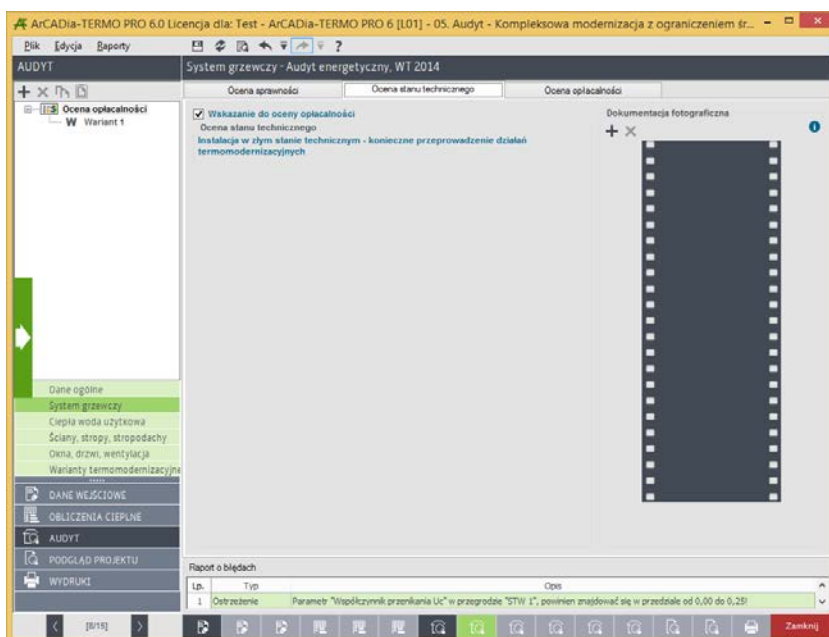 ArCADia-TERMO PRO 6.0 Licencja dla: Test - ArCADia-TERMO PRO 6 [L01] - 05. Audyt - Kompleksowa modernizacja z ograniczeniem śr...
Plik Edycja Raporty
AUDYT
System grzewczy - Audyt energetyczny, WT 2014
Ocena sprawności
Ocena stanu technicznego
Ocena opłacalności
Ocena opłacalności
W Wariant 1
Wskazanie do oceny opłacalności
Ocena stanu technicznego
Instalacja w złym stanie technicznym - konieczne przeprowadzenie działań
termomodernizacyjnych
Dokumentacja fotograficzna
Dane ogólne
System grzewczy
Ciepła woda użytkowa
Ściany, stropy, stropodachy
Okna, drzwi, wentylacja
Warianty termomodernizacyjne
DANE WEJŚCIOWE
OBLICZENIA CIEPLNE
AUDYT
PODGLĄD PROJEKTU
WYDRUKI
Raport o błędach
Lp. Typ Opis
1 Ostrzeżenie Parametr "Współczynnik przenikania Uc" w przegrodzie "STW 1", powinien znajdować się w przedziale od 0,00 do 0,25!
[8/15]
Zamknij